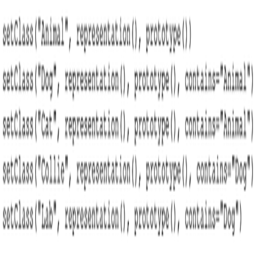 setClass("Animal", representation(), prototype())
setClass("Dog", representation(), prototype(), contains="Animal")
setClass("Cat", representation(), prototype(), contains="Animal")
setClass("Collie", representation(), prototype(), contains="Dog")
setClass("Lab", representation(), prototype(), contains="Dog")